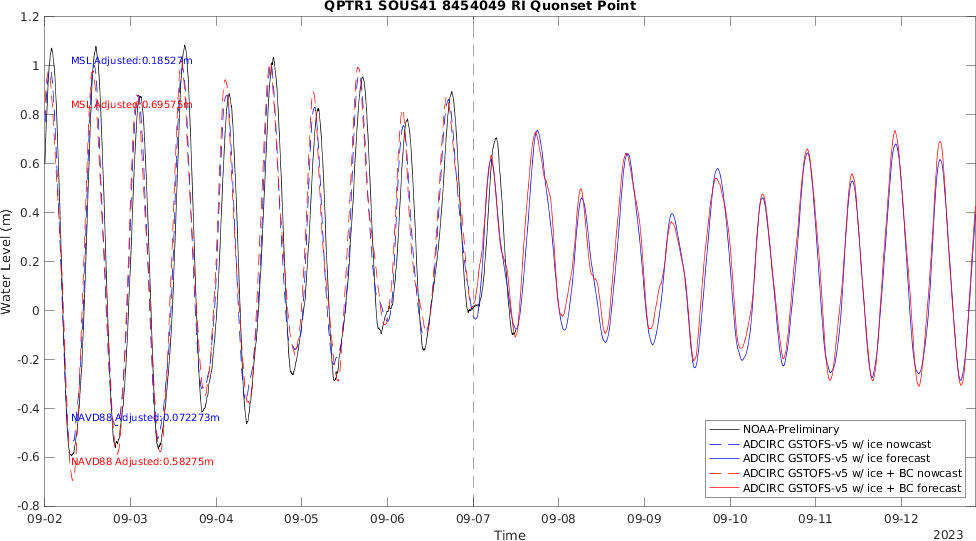 QPTR1 SOUS41 8454049 RI Quonset Point
1.2
1
0.8
0.6
0.4
0.2
0
-0.2
-0.4
-0.6
-0.8
Water Level (m)
MSL Adjusted:0.18527m
MSL Adjusted:0.69575m
NAVD88 Adjusted:0.072273m
NAVD88 Adjusted:0.58275m
NOAA-Preliminary
ADCIRC GSTOFS-v5 w/ ice nowcast
ADCIRC GSTOFS-v5 w/ ice forecast
ADCIRC GSTOFS-v5 w/ ice + BC nowcast
ADCIRC GSTOFS-v5 w/ ice + BC forecast
09-02 09-03 09-04 09-05 09-06 09-07 09-08 09-09 09-10 09-11 09-12
Time
2023